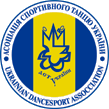 АСОЦІАЦІЯ СПОРТИВНОГО ТАНЦЮ УКРАЇНИ
UKRAINIAN DANCESPORT ASSOCIATION